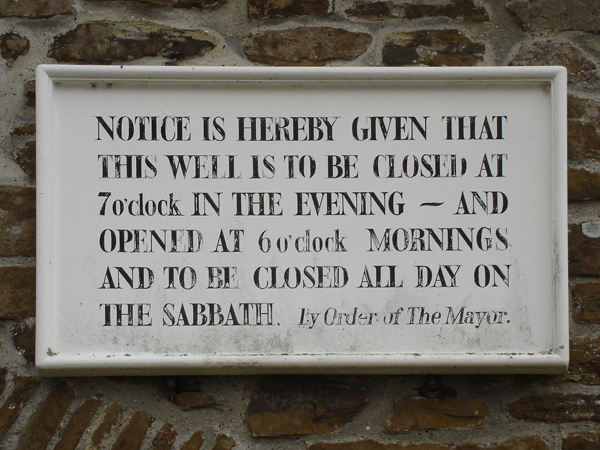 NOTICE IS HEREBY GIVEN THAT
THIS WELL IS TO BE CLOSED AT
7 o'clock IN THE EVENING — AND
OPENED AT 6 o'clock MORNINGS
AND TO BE CLOSED ALL DAY ON
THE SABBATH. By Order of The Mayor.